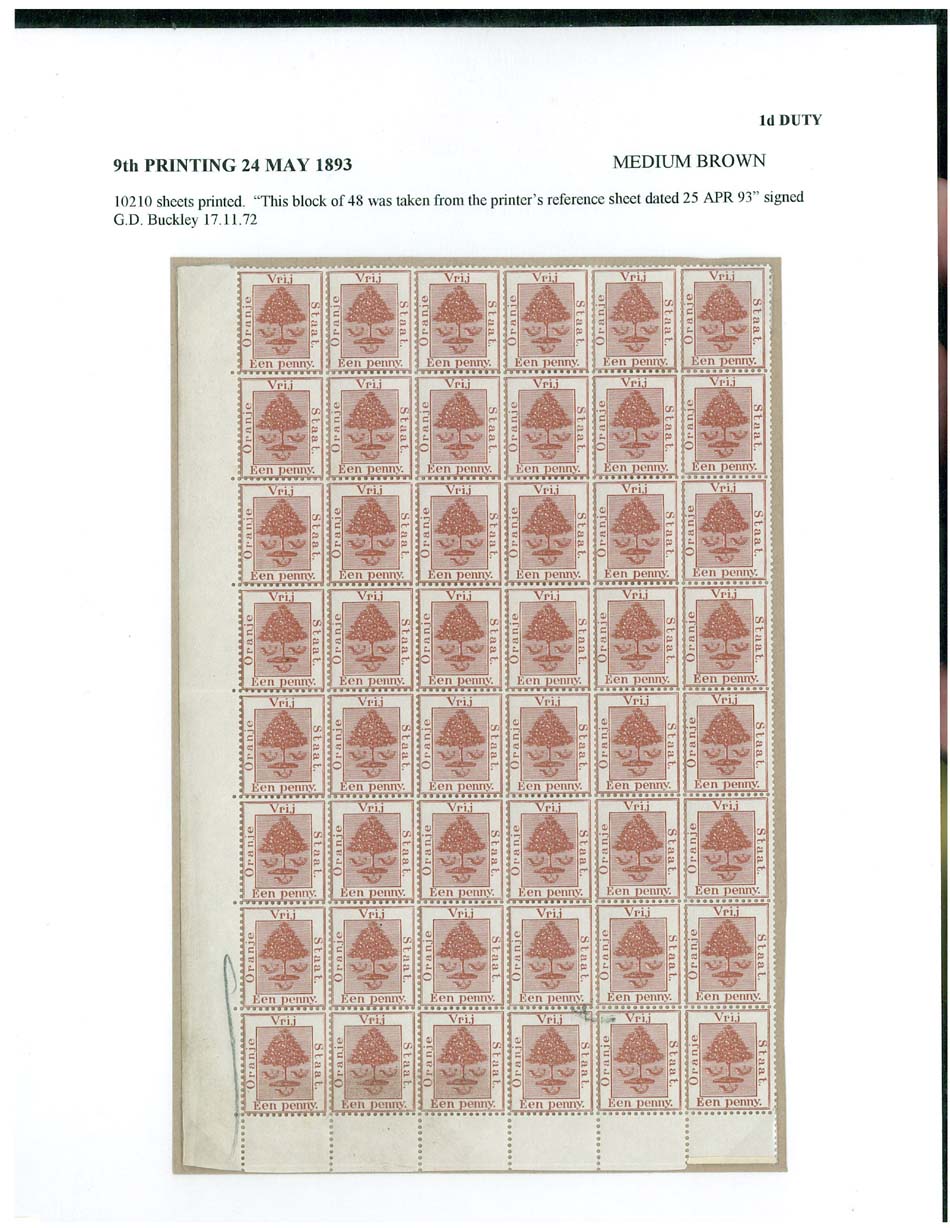 1d DUTY
9th PRINTING 24 MAY 1893 MEDIUM BROWN
10210 sheets printed. “This block of 48 was taken from the printer’s reference sheet dated 25 APR 93” signed
G.D. Buckley 17.11.72
Vrij Vrij Vrij Vrij Vrij Vrij
Oranje Staat. Oranje Staat. Oranje Staat. Oranje Staat. Oranje Staat. Oranje Staat.
Een penny. Een penny. Een penny. Een penny. Een penny. Een penny.
Vrij Vrij Vrij Vrij Vrij Vrij
Oranje Staat. Oranje Staat. Oranje Staat. Oranje Staat. Oranje Staat. Oranje Staat.
Een penny. Een penny. Een penny. Een penny. Een penny. Een penny.
Vrij Vrij Vrij Vrij Vrij Vrij
Oranje Staat. Oranje Staat. Oranje Staat. Oranje Staat. Oranje Staat. Oranje Staat.
Een penny. Een penny. Een penny. Een penny. Een penny. Een penny.
Vrij Vrij Vrij Vrij Vrij Vrij
Oranje Staat. Oranje Staat. Oranje Staat. Oranje Staat. Oranje Staat. Oranje Staat.
Een penny. Een penny. Een penny. Een penny. Een penny. Een penny.
Vrij Vrij Vrij Vrij Vrij Vrij
Oranje Staat. Oranje Staat. Oranje Staat. Oranje Staat. Oranje Staat. Oranje Staat.
Een penny. Een penny. Een penny. Een penny. Een penny. Een penny.
Vrij Vrij Vrij Vrij Vrij Vrij
Oranje Staat. Oranje Staat. Oranje Staat. Oranje Staat. Oranje Staat. Oranje Staat.
Een penny. Een penny. Een penny. Een penny. Een penny. Een penny.
Vrij Vrij Vrij Vrij Vrij Vrij
Oranje Staat. Oranje Staat. Oranje Staat. Oranje Staat. Oranje Staat. Oranje Staat.
Een penny. Een penny. Een penny. Een penny. Een penny. Een penny.
Vrij Vrij Vrij Vrij Vrij Vrij
Oranje Staat. Oranje Staat. Oranje Staat. Oranje Staat. Oranje Staat. Oranje Staat.
Een penny. Een penny. Een penny. Een penny. Een penny. Een penny.